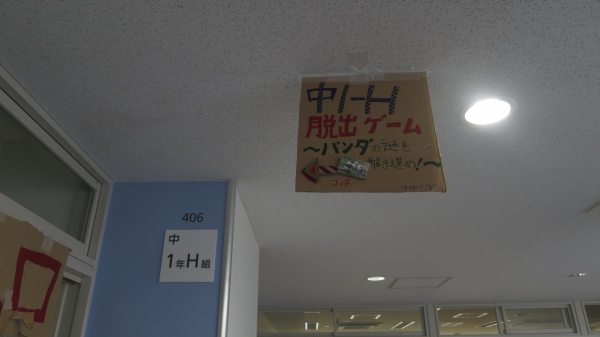 中1-H
脱出ゲーム
～パンダの謎を
解き進め!～
コッチ
406
中
1年H組